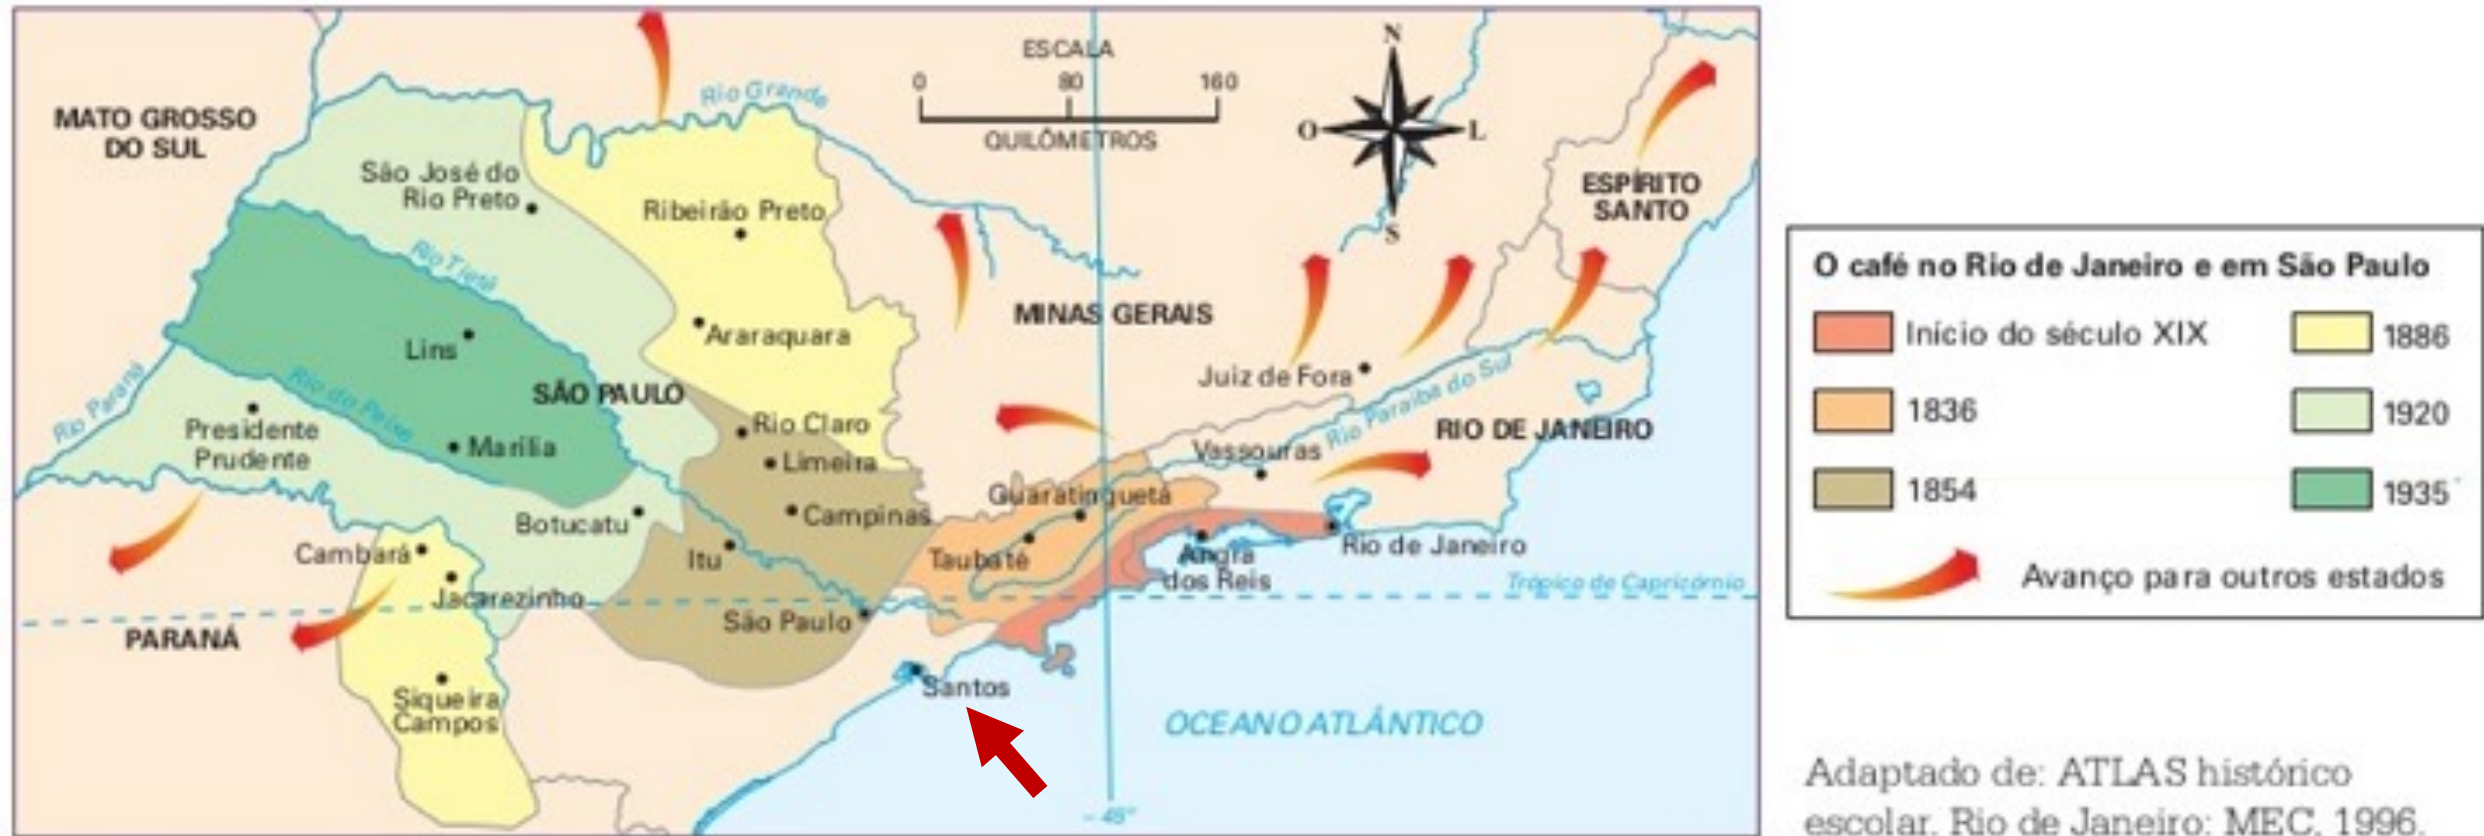 ESCALA
0 80 160
QUILÔMETROS
N
O L
S
MATO GROSSO
DO SUL
Rio Grande
São José do
Rio Preto
Ribeirão Preto
ESPÍRITO
SANTO
Rio Tietê
Araraquara
MINAS GERAIS
Lins
SÃO PAULO
Juiz de Fora
Rio Paraná
Rio do Peixe
Rio Paraíba do Sul
Presidente
Prudente
Marília
Rio Claro
Limeira
Vassouras
RIO DE JANEIRO
Guaratinguetá
Botucatu
Campinas
Cambará
Itu
Taubaté
Angra
dos Reis
Rio de Janeiro
Jacarezinho
Trópico de Capricórnio
São Paulo
PARANÁ
Siqueira
Campos
Santos
OCEANO ATLÂNTICO
- 45°
O café no Rio de Janeiro e em São Paulo
Início do século XIX
1886
1836
1920
1854
1935
Avanço para outros estados
Adaptado de: ATLAS histórico
escolar. Rio de Janeiro: MEC, 1996.